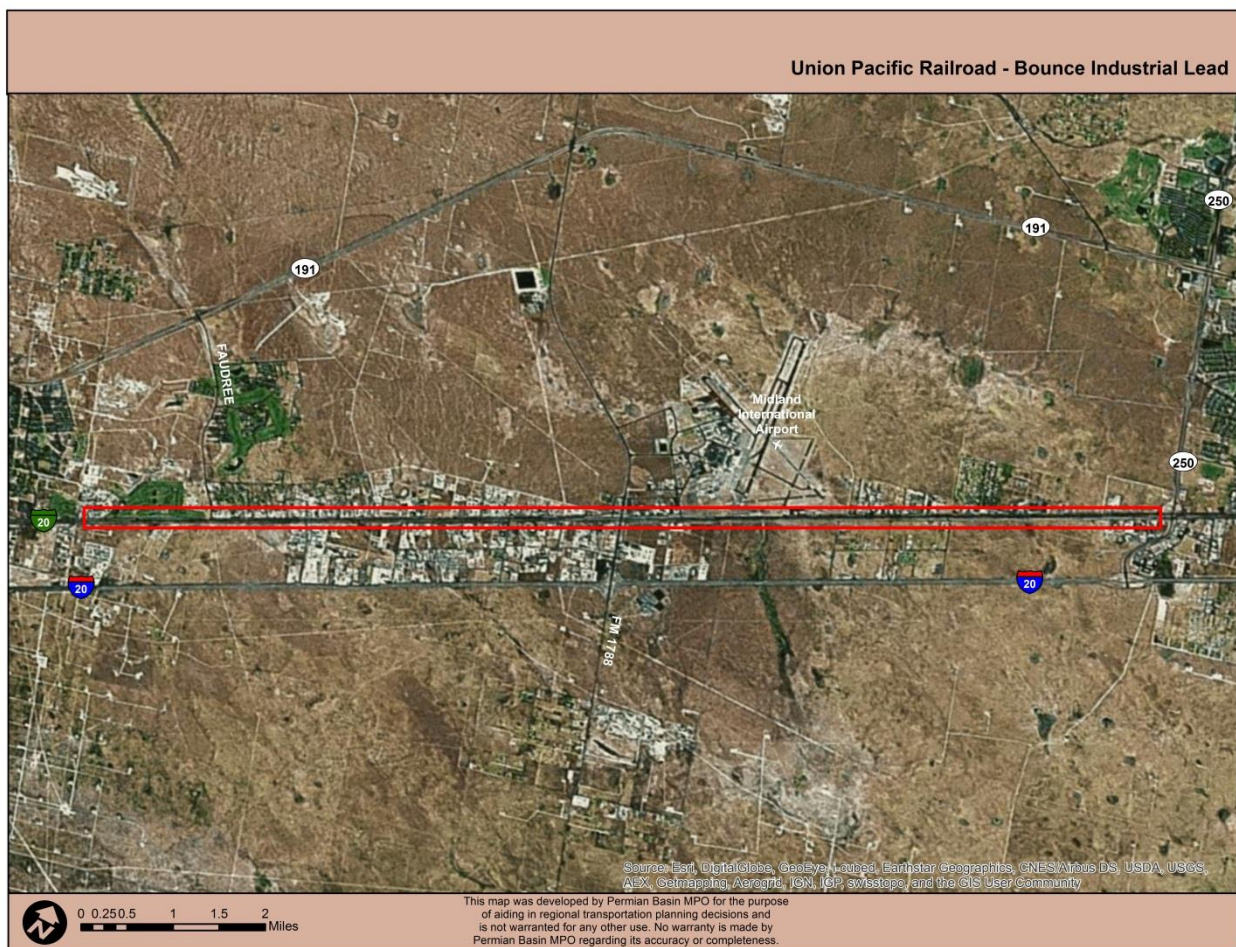 Union Pacific Railroad - Bounce Industrial Lead
250
191
191
FAUDREE
Midland
International
Airport
250
20
20
20
FM 1788
Source: Esri, DigitalGlobe, GeoEye, i-cubed, Earthstar Geographics, CNES/Airbus DS, USDA, USGS,
AEX, Getmapping, Aerogrid, IGN, IGP, swisstopo, and the GIS User Community
N
0 0.25 0.5 1 1.5 2
Miles
This map was developed by Permian Basin MPO for the purpose
of aiding in regional transportation planning decisions and
is not warranted for any other use. No warranty is made by
Permian Basin MPO regarding its accuracy or completeness.